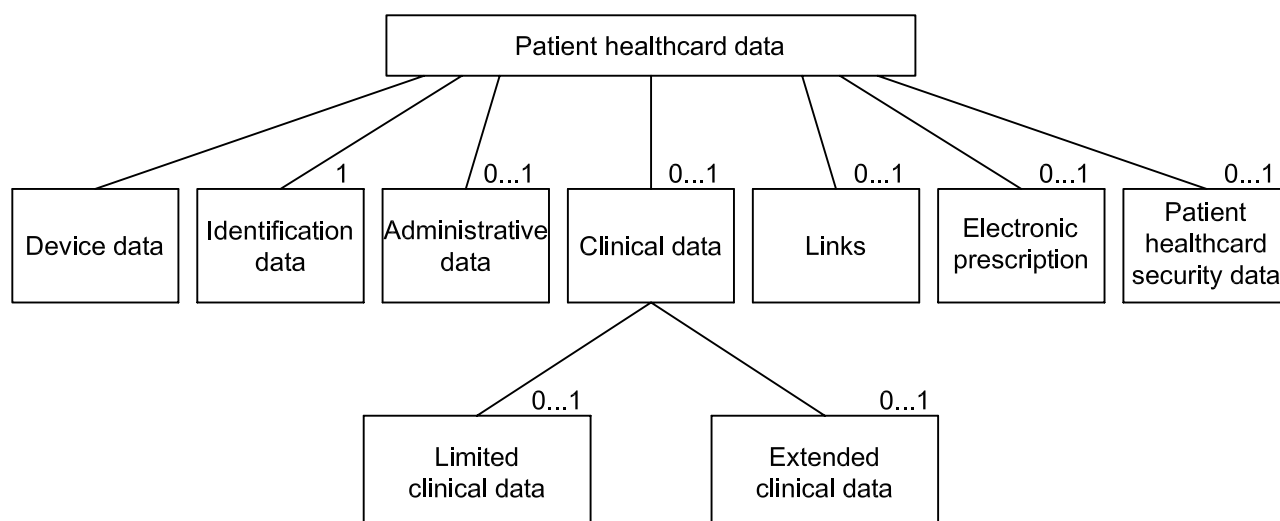 Patient healthcard data
1
0...1
0...1
0...1
0...1
0...1
Device data
Identification
data
Administrative
data
Clinical data
Links
Electronic
prescription
Patient
healthcard
security data
0...1
0...1
Limited
clinical data
Extended
clinical data